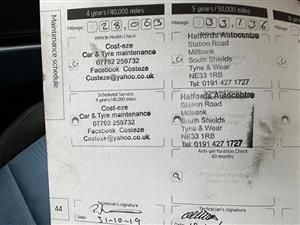 Maintenance schedule
4 years/40,000 miles
Mileage: 28,063
Vehicle Health Check
Cost-eze
Car & Tyre maintenance
07792 259732
Facebook Costeze
Costeze@yahoo.co.uk
Scheduled Service
4 years/40,000 miles
Cost-eze
Car & Tyre maintenance
07792 259732
Facebook Costeze
Costeze@yahoo.co.uk
Technician's signature
Date 31-10-19
44
5 years/50,000 miles
Mileage: 33,136
Halfords Autocentre
Station Road
Millbank
South Shields
Tyne & Wear
NE33 1RB
Tel: 0191 427 1727
Halfords Autocentre
Station Road
Millbank
South Shields
Tyne & Wear
NE33 1RB
Tel: 0191 427 1727
Anti-perforation Check
60 months
Technician's signature